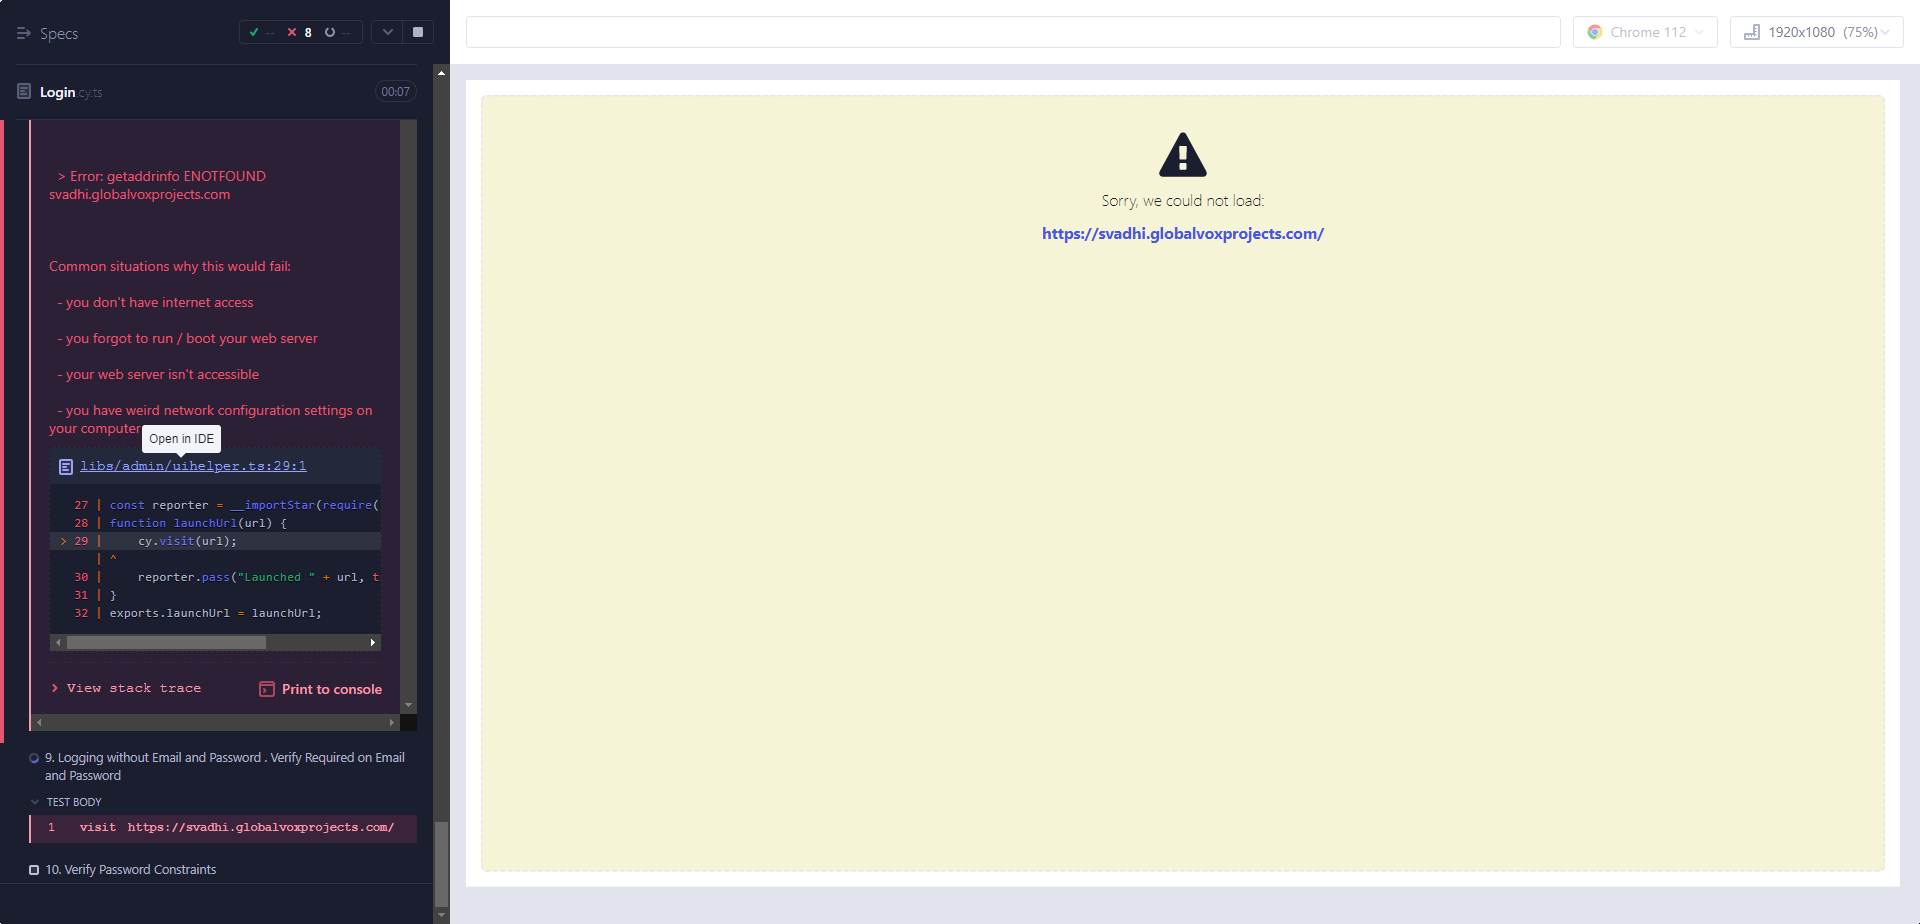 Specs
-- 8 --
Login.cy.ts
00:07
> Error: getaddrinfo ENOTFOUND
svadhi.globalvoxprojects.com
Common situations why this would fail:
- you don't have internet access
- you forgot to run / boot your web server
- your web server isn't accessible
- you have weird network configuration settings on
your computer
Open in IDE
libs/admin/uihelper.ts:29:1
27 | const reporter = __importStar(require(
28 | function launchUrl(url) {
> 29 | cy.visit(url);
| ^
30 | reporter.pass("Launched " + url, t
31 | }
32 | exports.launchUrl = launchUrl;
> View stack trace
Print to console
9. Logging without Email and Password . Verify Required on Email
and Password
TEST BODY
1 visit https://svadhi.globalvoxprojects.com/
10. Verify Password Constraints
Chrome 112
1920x1080 (75%)
Sorry, we could not load:
https://svadhi.globalvoxprojects.com/